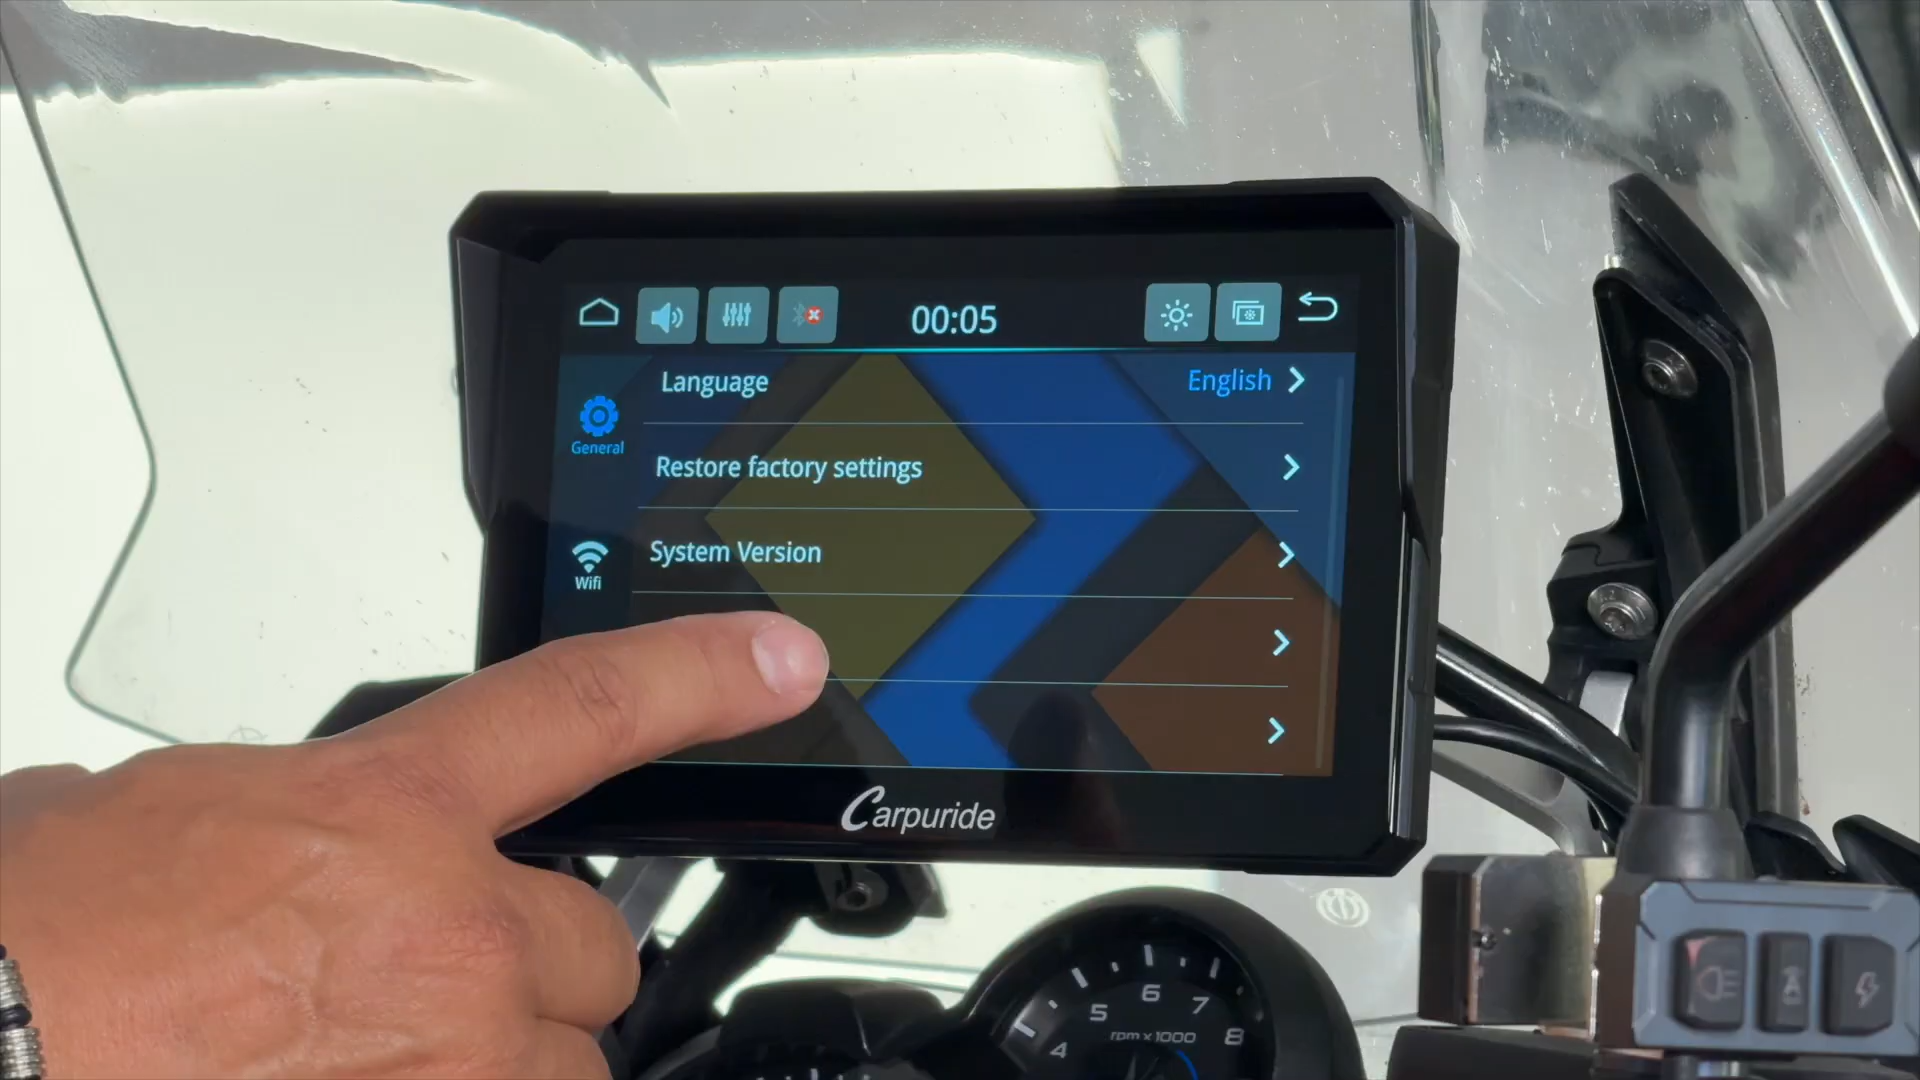 00:05
Language English
General
Restore factory settings
System Version
Wifi
Carpuride
6
5 7
rpm x 1000
4 8
A